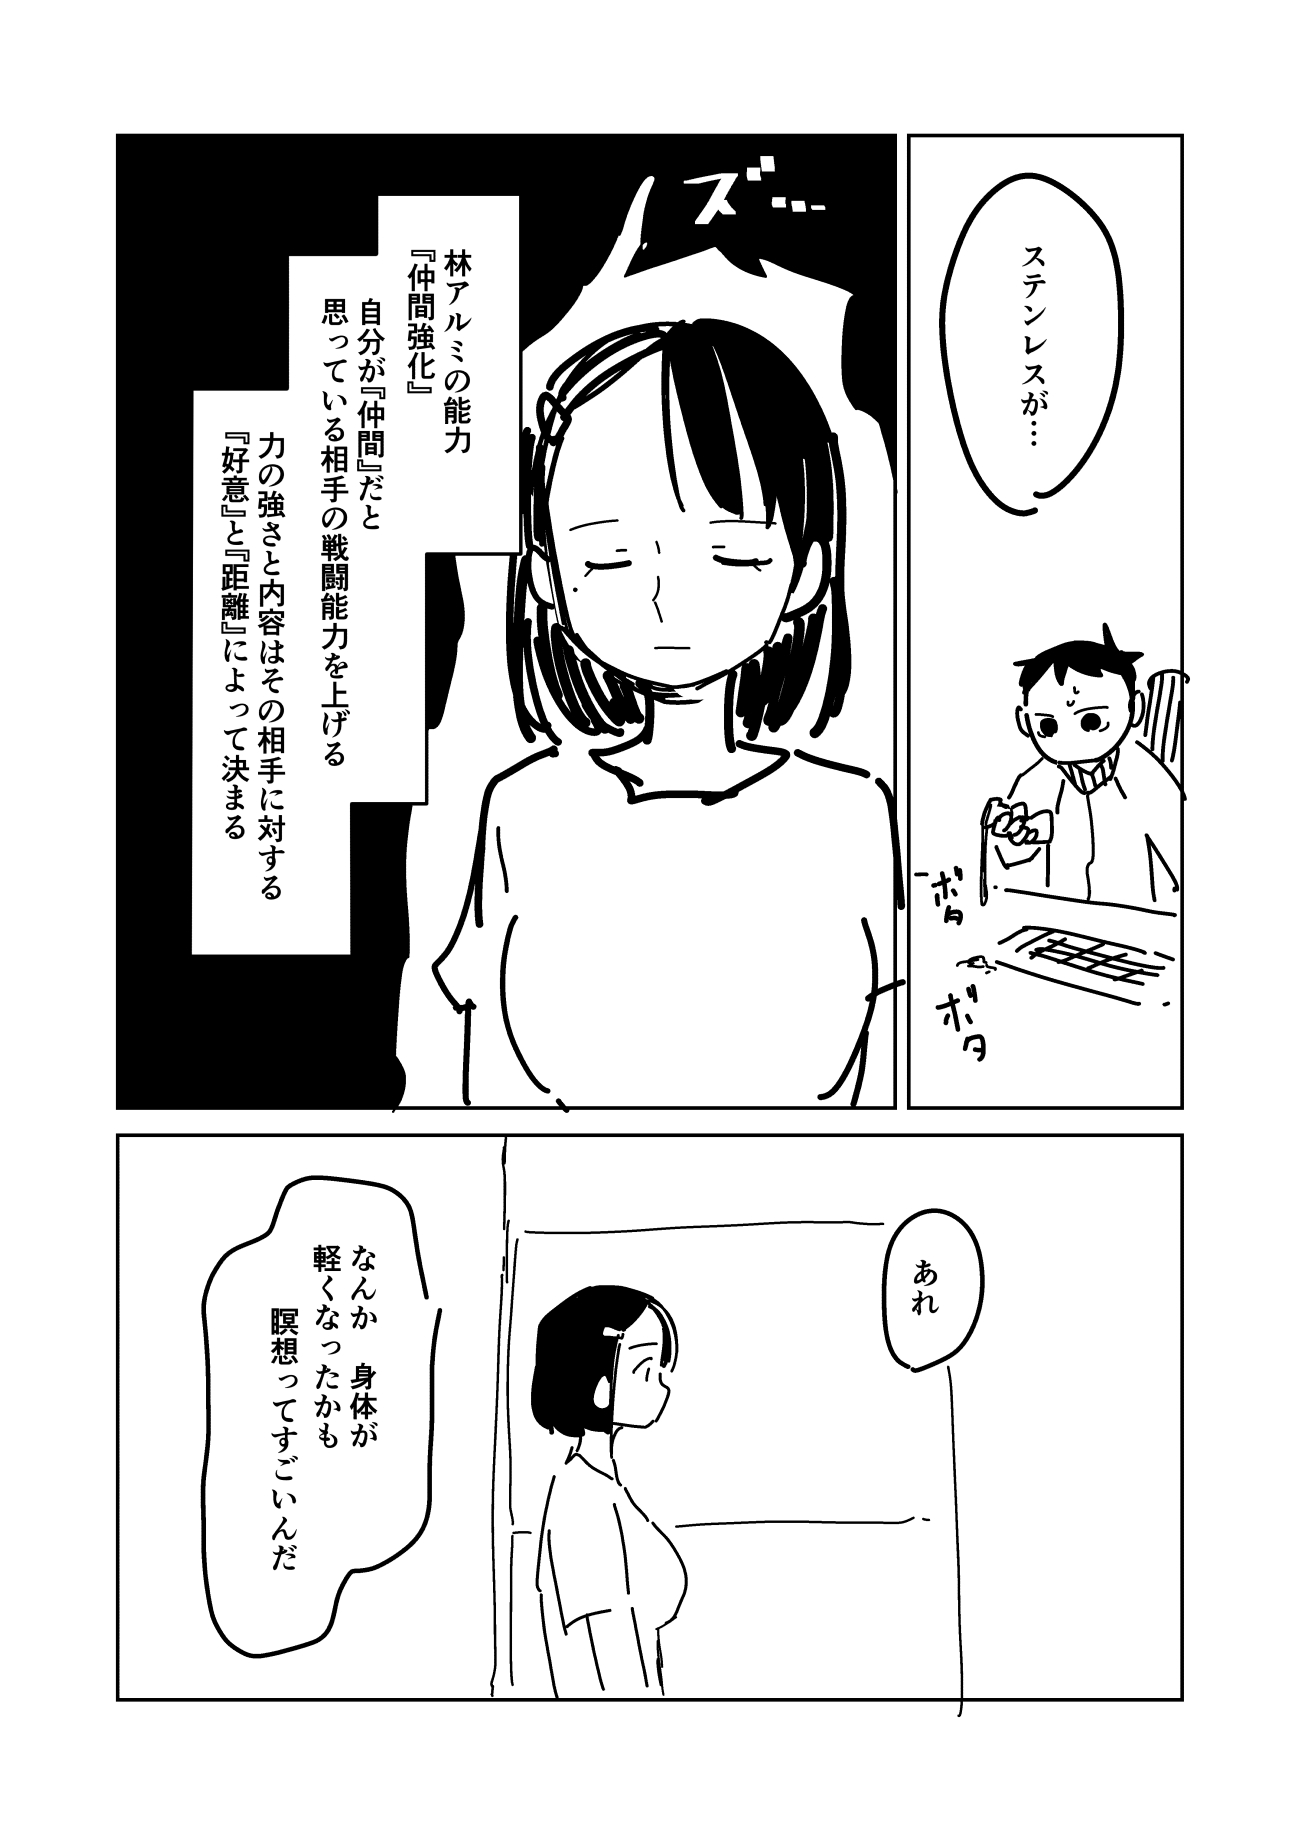 ステンレスが…
ボタ
ボタ
ズ…
林アルミの能力
『仲間強化』
自分が『仲間』だと
思っている相手の戦闘能力を上げる
力の強さと内容はその相手に対する
『好意』と『距離』によって決まる
あれ
なんか 身体が
軽くなったかも
瞑想ってすごいんだ